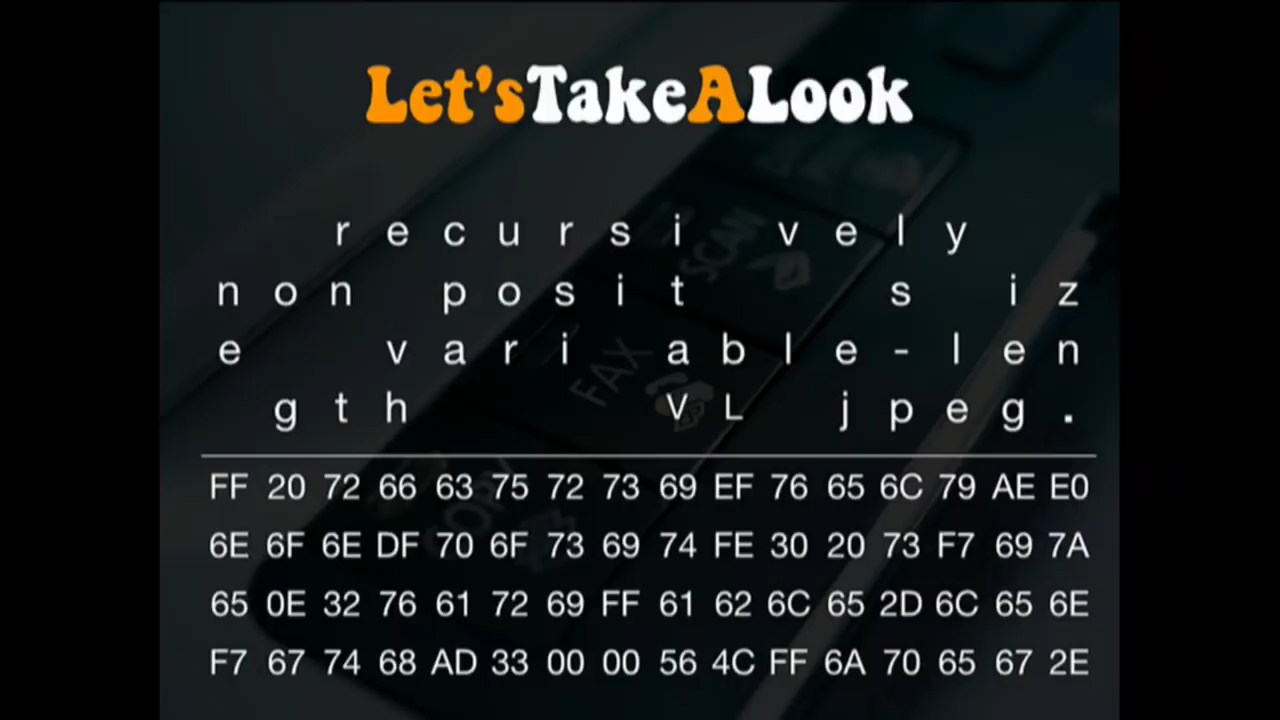 Let'sTakeALook
r e c u r s i v e l y
n o n p o s i t s i z
e v a r i a b l e - l e n
g t h V L j p e g .
FF 20 72 66 63 75 72 73 69 EF 76 65 6C 79 AE E0
6E 6F 6E DF 70 6F 73 69 74 FE 30 20 73 F7 69 7A
65 0E 32 76 61 72 69 FF 61 62 6C 65 2D 6C 65 6E
F7 67 74 68 AD 33 00 00 56 4C FF 6A 70 65 67 2E
SCAN
FAX
COPY